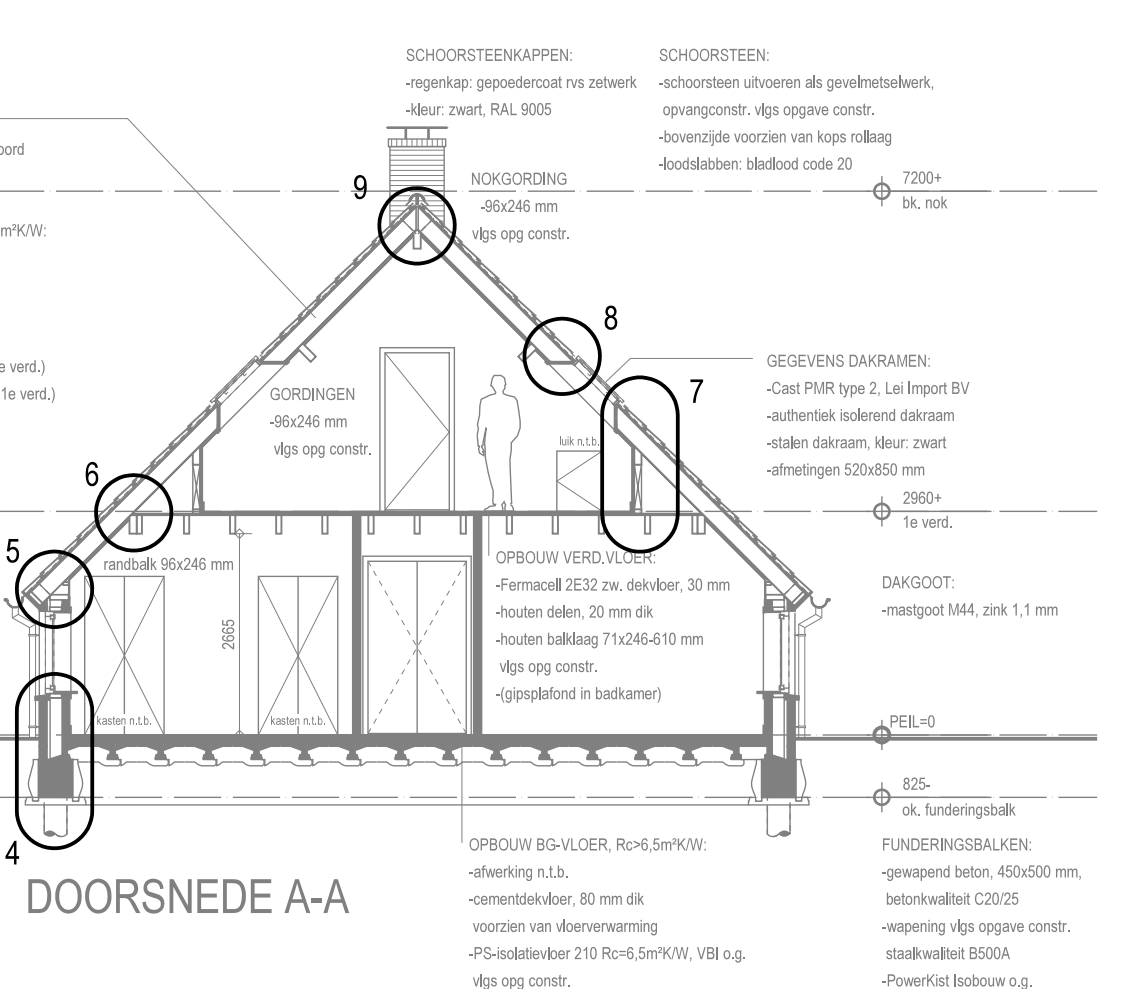 SCHOORSTEENKAPPEN:
-regenkap: gepoedercoat rvs zetwerk
-kleur: zwart, RAL 9005
SCHOORSTEEN:
-schoorsteen uitvoeren als gevelmetselwerk,
opvangconstr. vlgs opgave constr.
-bovenzijde voorzien van kops rollaag
-loodslabben: bladlood code 20
oord
9
NOKGORDING
-96x246 mm
vlgs opg constr.
7200+
bk. nok
m²K/W:
8
e verd.)
1e verd.)
GORDINGEN
-96x246 mm
vlgs opg constr.
7
GEGEVENS DAKRAMEN:
-Cast PMR type 2, Lei Import BV
-authentiek isolerend dakraam
-stalen dakraam, kleur: zwart
-afmetingen 520x850 mm
luik n.t.b.
6
2960+
1e verd.
5
randbalk 96x246 mm
2665
OPBOUW VERD.VLOER:
-Fermacell 2E32 zw. dekvloer, 30 mm
-houten delen, 20 mm dik
-houten balklaag 71x246-610 mm
vlgs opg constr.
-(gipsplafond in badkamer)
DAKGOOT:
-mastgoot M44, zink 1,1 mm
kasten n.t.b.
kasten n.t.b.
PEIL=0
825-
ok. funderingsbalk
4
DOORSNEDE A-A
OPBOUW BG-VLOER, Rc>6,5m²K/W:
-afwerking n.t.b.
-cementdekvloer, 80 mm dik
voorzien van vloerverwarming
-PS-isolatievloer 210 Rc=6,5m²K/W, VBI o.g.
vlgs opg constr.
FUNDERINGSBALKEN:
-gewapend beton, 450x500 mm,
betonkwaliteit C20/25
-wapening vlgs opgave constr.
staalkwaliteit B500A
-PowerKist Isobouw o.g.